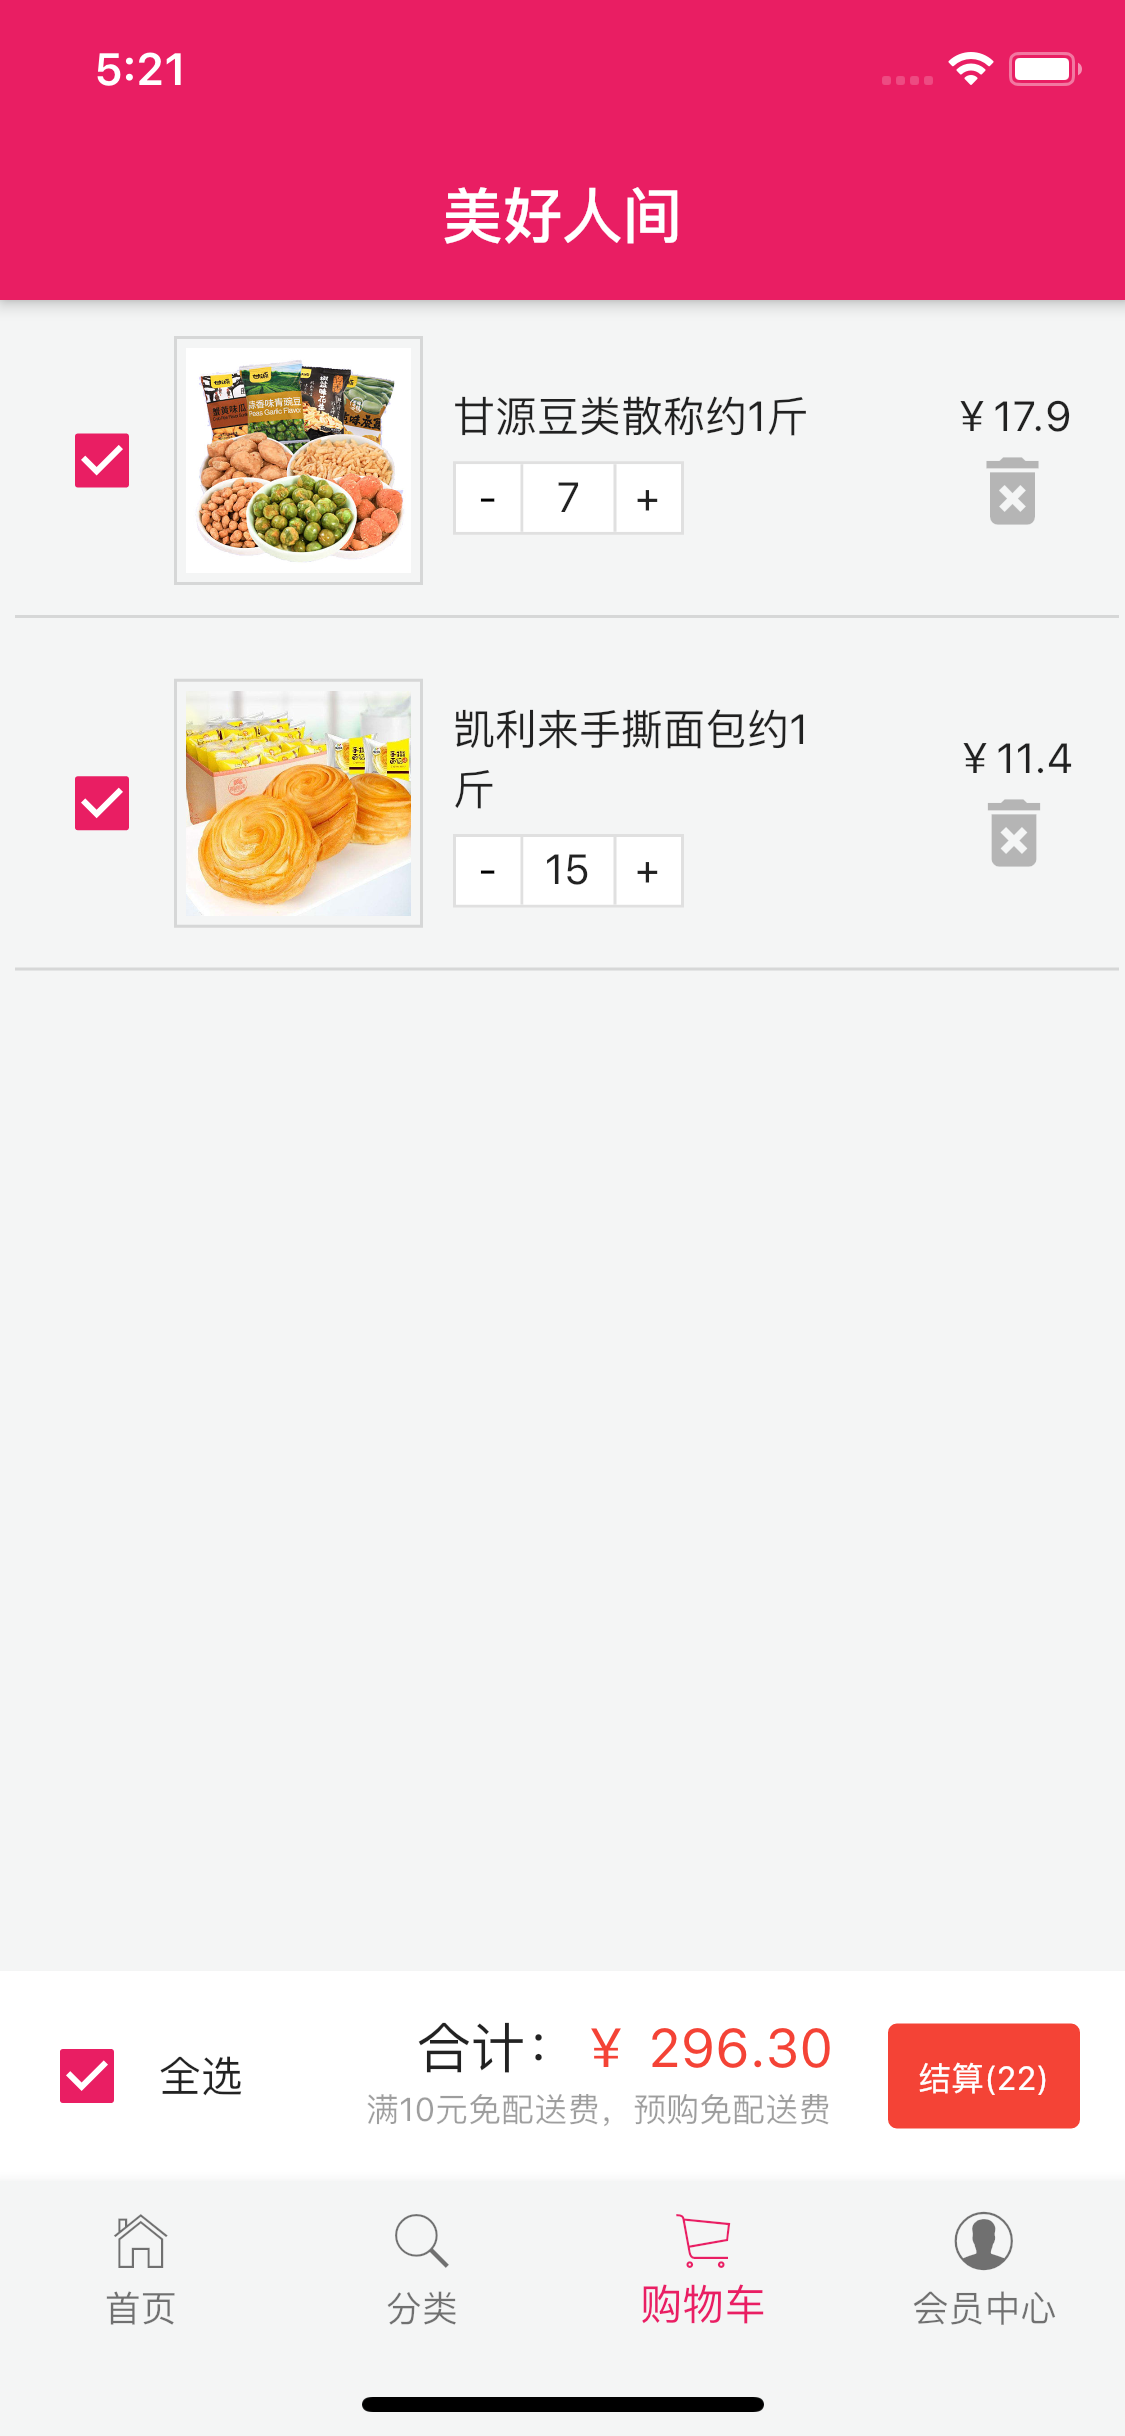 5:21
美好人间
甘源豆类散称约1斤
￥17.9
- 7 +
凯利来手撕面包约1
斤
￥11.4
- 15 +
全选
合计：￥ 296.30
满10元免配送费，预购免配送费
结算(22)
首页
分类
购物车
会员中心